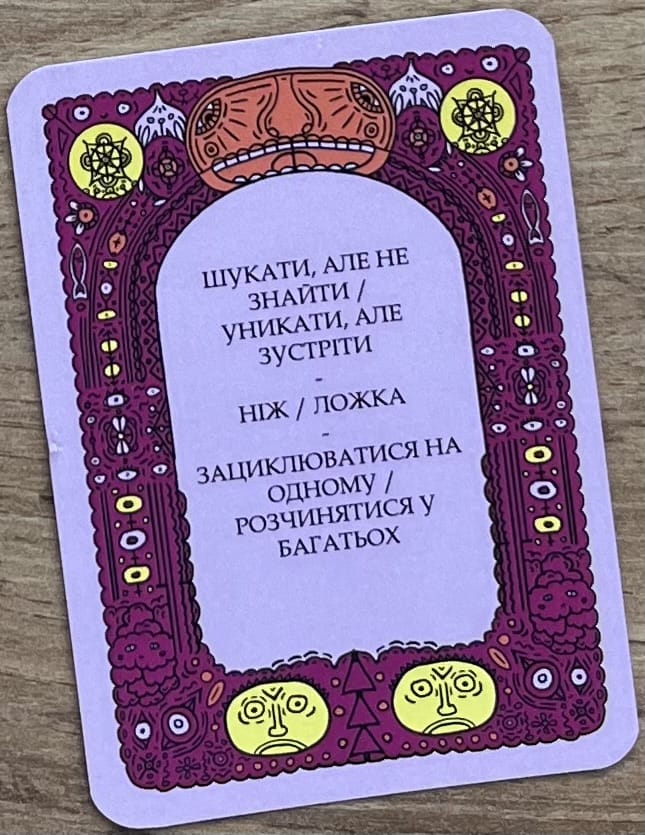 ШУКАТИ, АЛЕ НЕ
ЗНАЙТИ /
УНИКАТИ, АЛЕ
ЗУСТРІТИ
-
НІЖ / ЛОЖКА
-
ЗАЦИКЛЮВАТИСЯ НА
ОДНОМУ /
РОЗЧИНЯТИСЯ У
БАГАТЬОХ